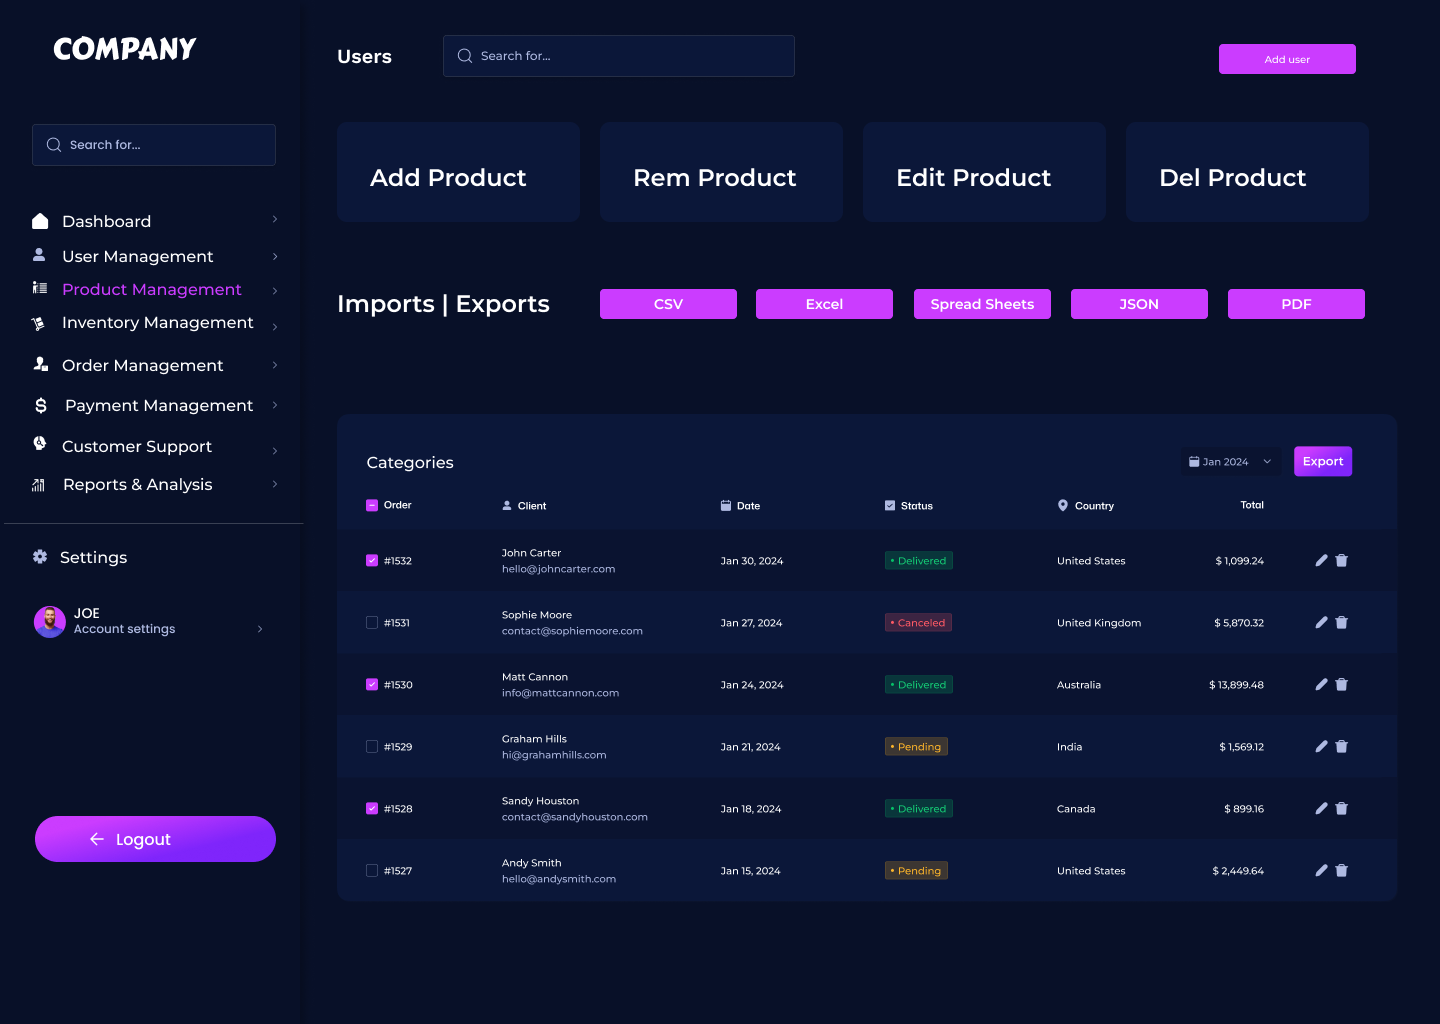 COMPANY
Search for...
Dashboard
User Management
Product Management
Inventory Management
Order Management
Payment Management
Customer Support
Reports & Analysis
Settings
JOE
Account settings
Logout
Users
Search for...
Add user
Add Product
Rem Product
Edit Product
Del Product
Imports | Exports
CSV
Excel
Spread Sheets
JSON
PDF
Categories
Jan 2024
Export
Order Client Date Status Country Total
#1532 John Carter hello@johncarter.com Jan 30, 2024 Delivered United States $ 1,099.24
#1531 Sophie Moore contact@sophiemoore.com Jan 27, 2024 Canceled United Kingdom $ 5,870.32
#1530 Matt Cannon info@mattcannon.com Jan 24, 2024 Delivered Australia $ 13,899.48
#1529 Graham Hills hi@grahamhills.com Jan 21, 2024 Pending India $ 1,569.12
#1528 Sandy Houston contact@sandyhouston.com Jan 18, 2024 Delivered Canada $ 899.16
#1527 Andy Smith hello@andysmith.com Jan 15, 2024 Pending United States $ 2,449.64